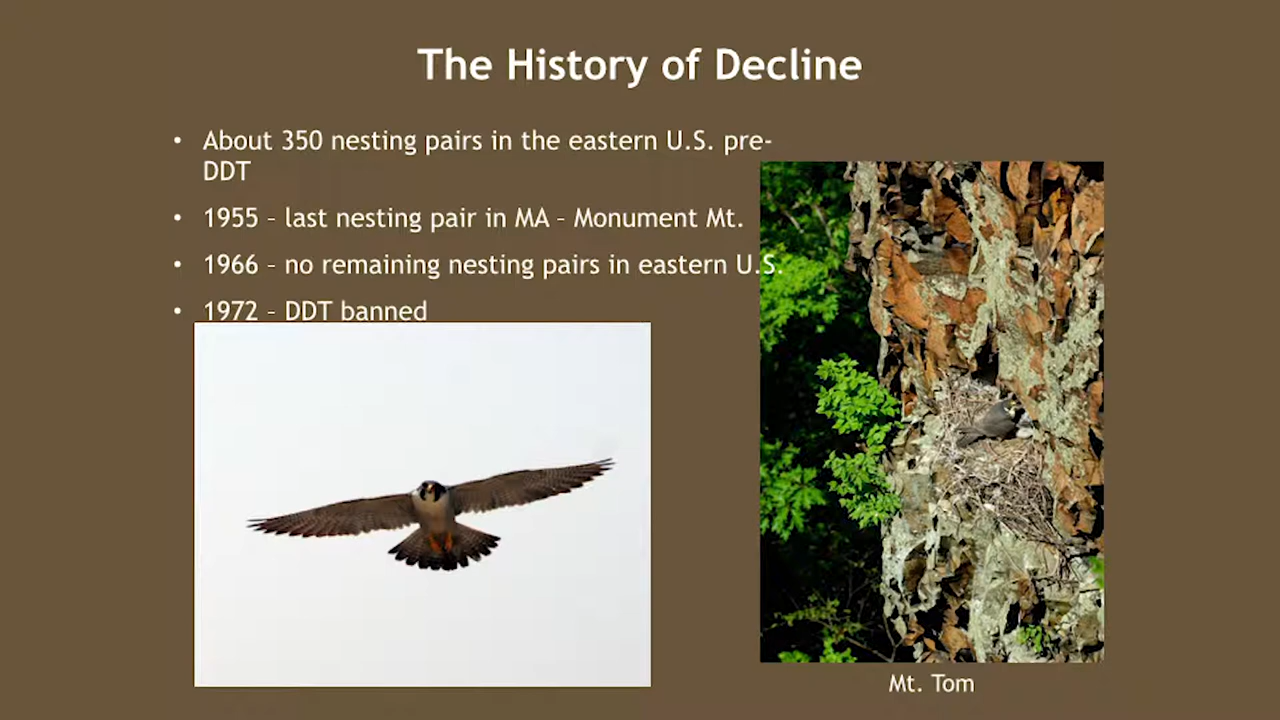 The History of Decline
• About 350 nesting pairs in the eastern U.S. pre-
DDT
• 1955 – last nesting pair in MA – Monument Mt.
• 1966 – no remaining nesting pairs in eastern U.S.
• 1972 – DDT banned
Mt. Tom